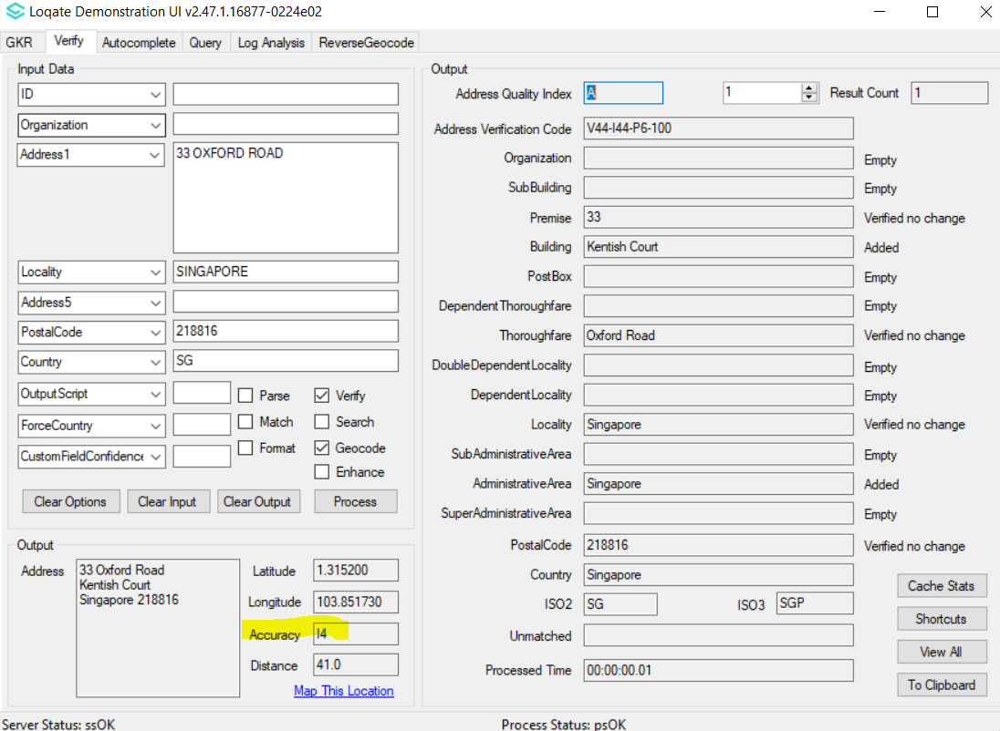 Loqate Demonstration UI v2.47.1.16877-0224e02
GKR Verify Autocomplete Query Log Analysis ReverseGeocode
Input Data
ID
Organization
Address1 33 OXFORD ROAD
Locality SINGAPORE
Address5
PostalCode 218816
Country SG
OutputScript Parse Verify
ForceCountry Match Search
CustomFieldConfidence Format Geocode
Enhance
Clear Options Clear Input Clear Output Process
Output
Address 33 Oxford Road
Kentish Court
Singapore 218816
Latitude 1.315200
Longitude 103.851730
Accuracy I4
Distance 41.0
Map This Location
Output
Address Quality Index A 1 Result Count 1
Address Verification Code V44-I44-P6-100
Organization Empty
SubBuilding Empty
Premise 33 Verified no change
Building Kentish Court Added
PostBox Empty
DependentThoroughfare Empty
Thoroughfare Oxford Road Verified no change
DoubleDependentLocality Empty
DependentLocality Empty
Locality Singapore Verified no change
SubAdministrativeArea Empty
AdministrativeArea Singapore Added
SuperAdministrativeArea Empty
PostalCode 218816 Verified no change
Country Singapore
ISO2 SG ISO3 SGP
Unmatched
Processed Time 00:00:00.01
Cache Stats
Shortcuts
View All
To Clipboard
Server Status: ssOK Process Status: psOK